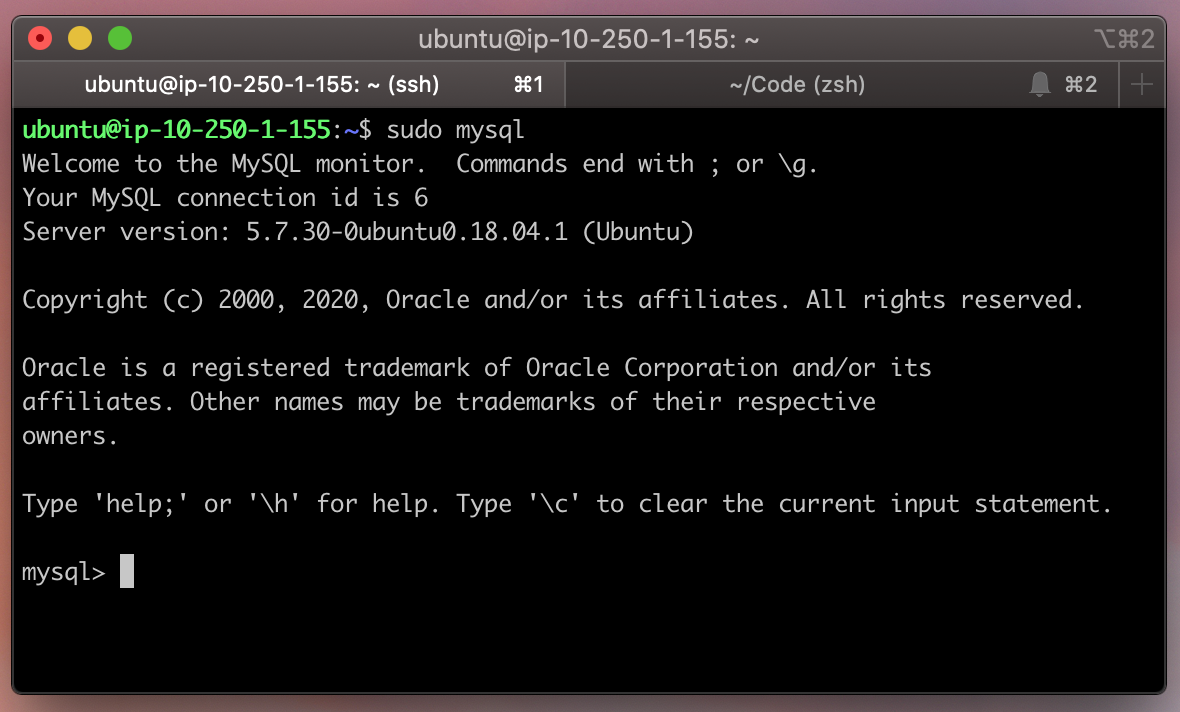 ubuntu@ip-10-250-1-155: ~
⌥⌘2
ubuntu@ip-10-250-1-155: ~ (ssh) ⌘1
~/Code (zsh) ⌘2
ubuntu@ip-10-250-1-155:~$ sudo mysql
Welcome to the MySQL monitor.  Commands end with ; or \g.
Your MySQL connection id is 6
Server version: 5.7.30-0ubuntu0.18.04.1 (Ubuntu)
Copyright (c) 2000, 2020, Oracle and/or its affiliates. All rights reserved.
Oracle is a registered trademark of Oracle Corporation and/or its
affiliates. Other names may be trademarks of their respective
owners.
Type 'help;' or '\h' for help. Type '\c' to clear the current input statement.
mysql>